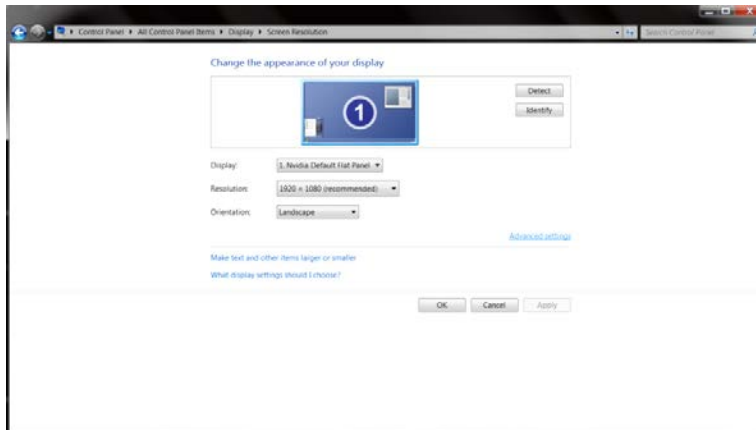 Control Panel ▸ All Control Panel Items ▸ Display ▸ Screen Resolution
Search Control Panel
Change the appearance of your display
1
Detect
Identify
Display:
1. Nvidia Default Flat Panel
Resolution:
1920 × 1080 (recommended)
Orientation:
Landscape
Advanced settings
Make text and other items larger or smaller
What display settings should I choose?
OK
Cancel
Apply